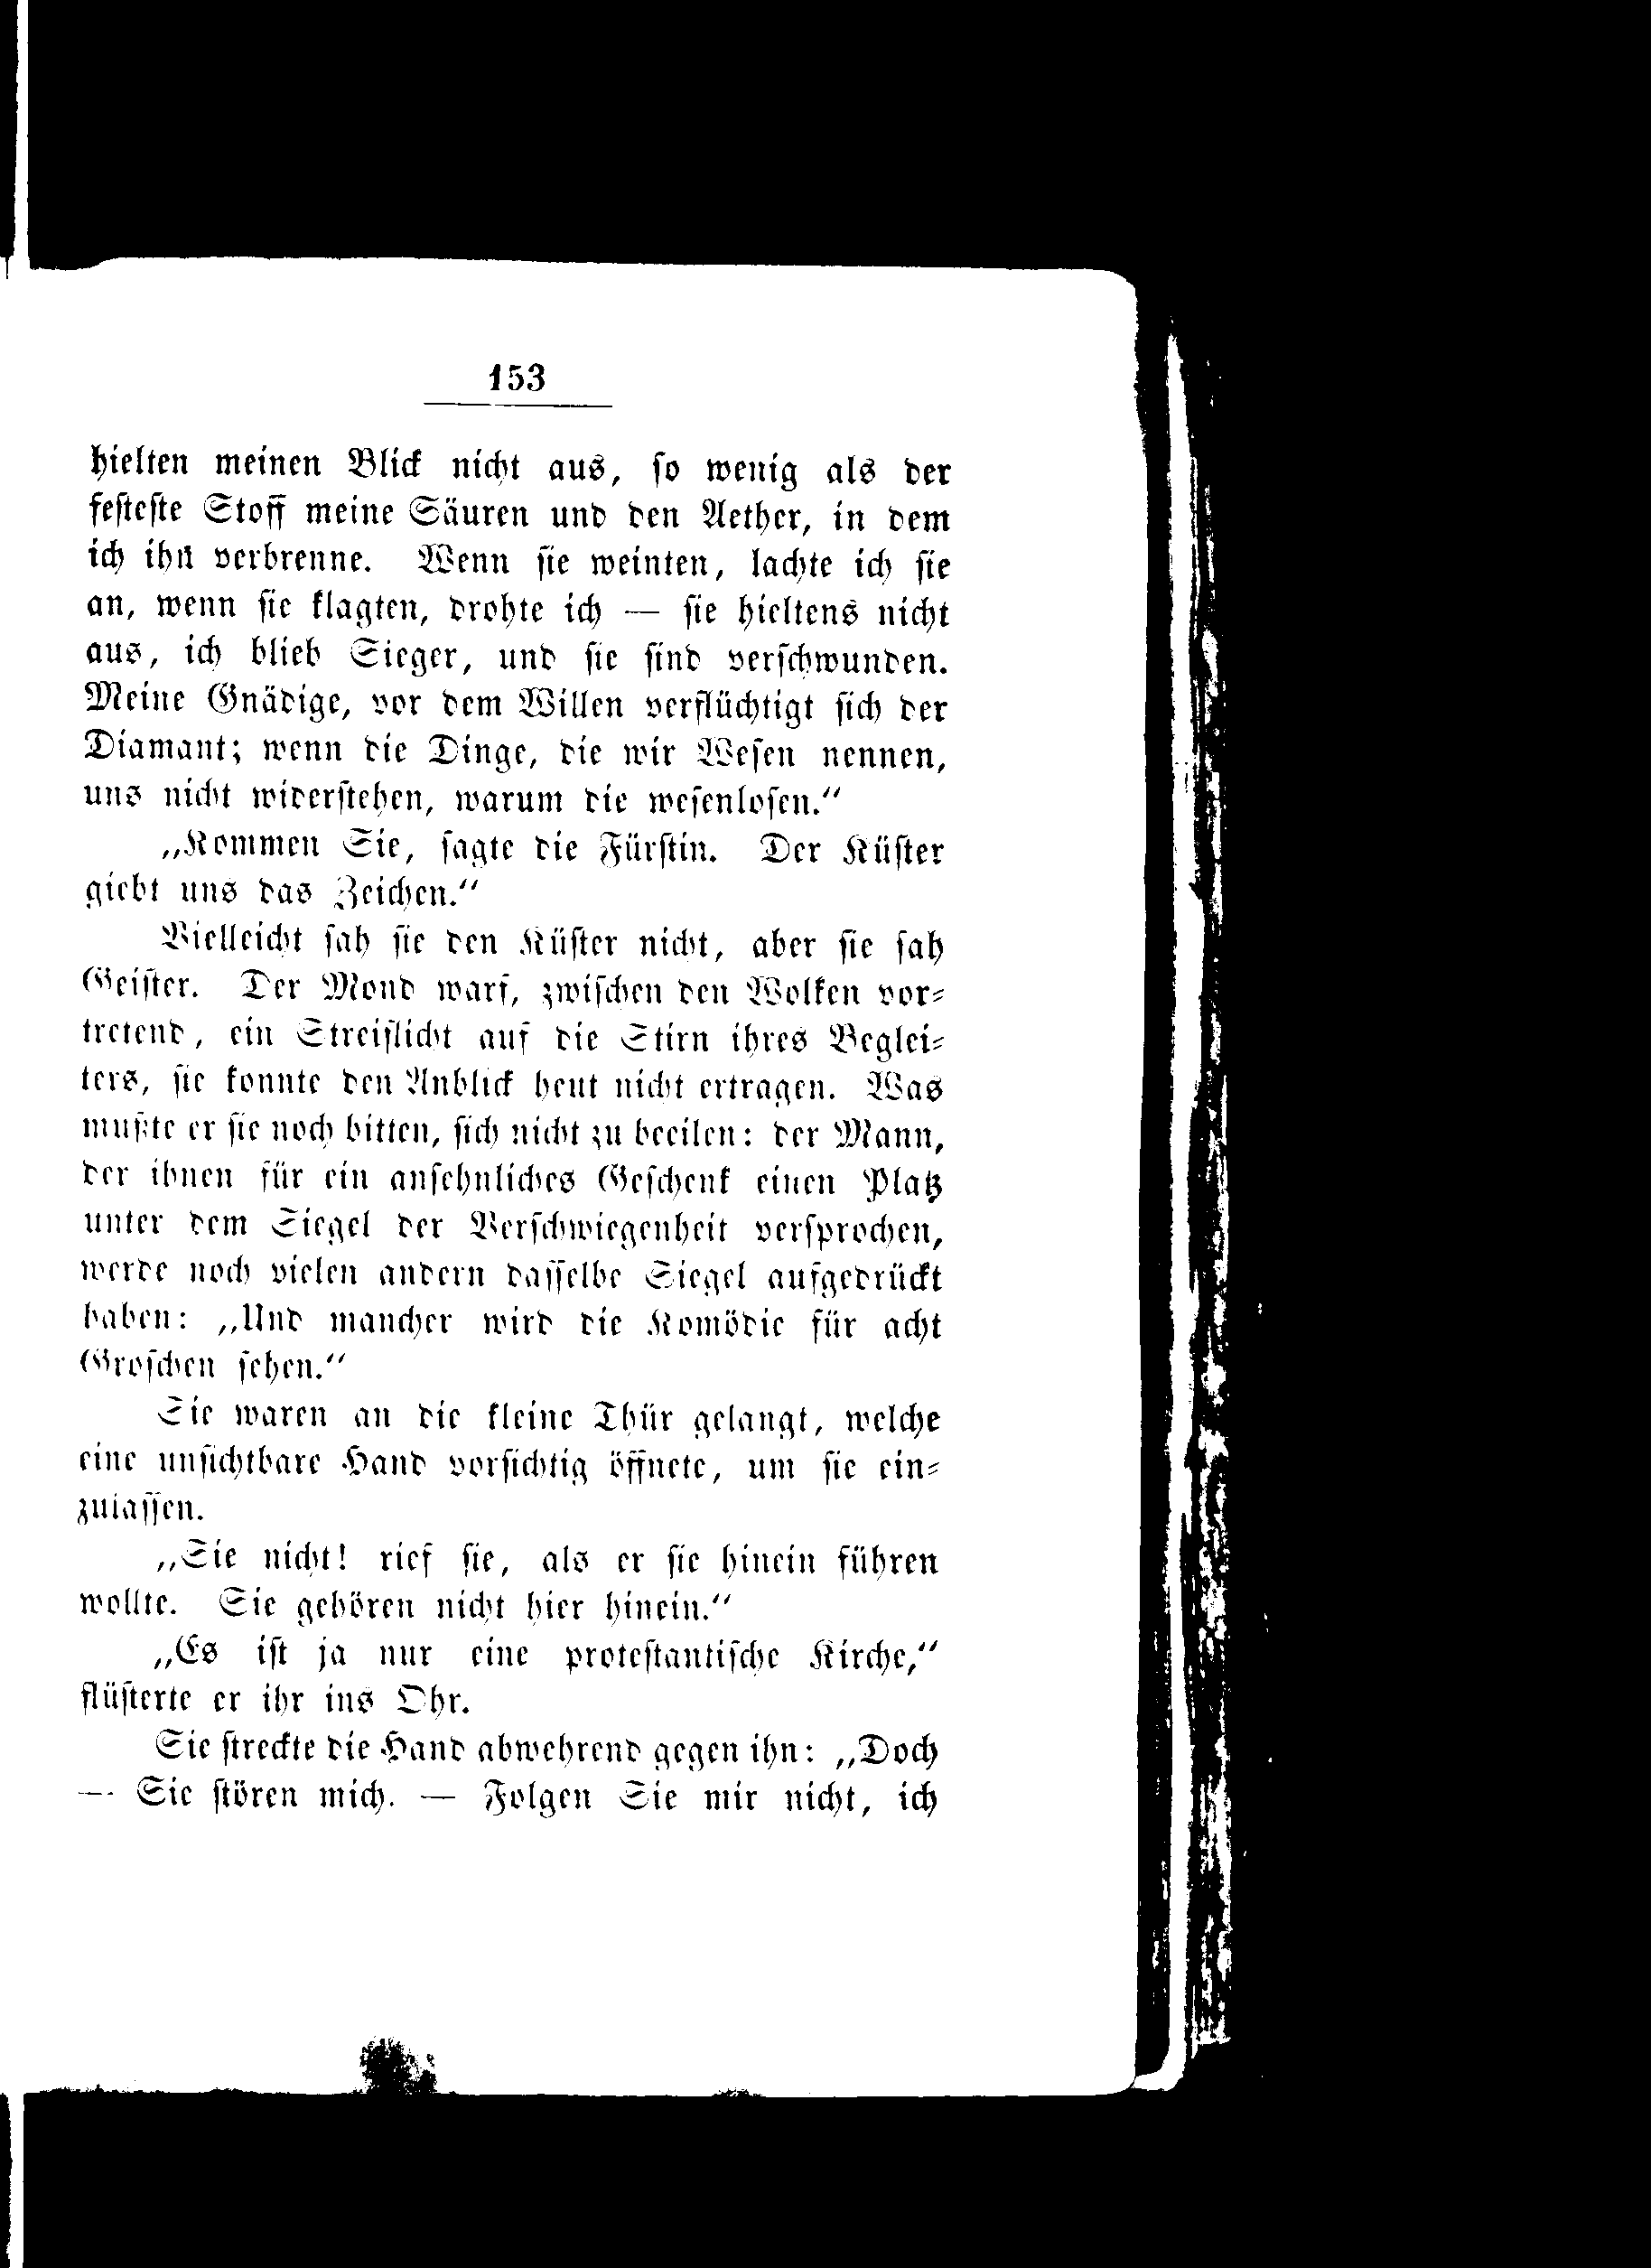 153
hielten meinen Blick nicht aus, ſo wenig als der
feſteſte Stoff meine Säuren und den Aether, in dem
ich ihn verbrenne. Wenn ſie weinten, lachte ich ſie
an, wenn ſie klagten, drohte ich — ſie hieltens nicht
aus, ich blieb Sieger, und ſie ſind verſchwunden.
Meine Gnädige, vor dem Willen verflüchtigt ſich der
Diamant; wenn die Dinge, die wir Weſen nennen,
uns nicht widerſtehen, warum die weſenloſen.“
„Kommen Sie, ſagte die Fürſtin. Der Küſter
giebt uns das Zeichen.“
Vielleicht ſah ſie den Küſter nicht, aber ſie ſah
Geiſter. Der Mond warf, zwiſchen den Wolken vor⸗
tretend, ein Streiflicht auf die Stirn ihres Beglei⸗
ters, ſie konnte den Anblick heut nicht ertragen. Was
mußte er ſie noch bitten, ſich nicht zu beeilen: der Mann,
der ihnen für ein anſehnliches Geſchenk einen Platz
unter dem Siegel der Verſchwiegenheit verſprochen,
werde noch vielen andern daſſelbe Siegel aufgedrückt
haben: „Und mancher wird die Komödie für acht
Groſchen ſehen.“
Sie waren an die kleine Thür gelangt, welche
eine unſichtbare Hand vorſichtig öffnete, um ſie ein⸗
zulaſſen.
„Sie nicht! rief ſie, als er ſie hinein führen
wollte. Sie gehören nicht hier hinein.“
„Es iſt ja nur eine proteſtantiſche Kirche,“
flüſterte er ihr ins Ohr.
Sie ſtreckte die Hand abwehrend gegen ihn: „Doch
— Sie ſtören mich. — Folgen Sie mir nicht, ich